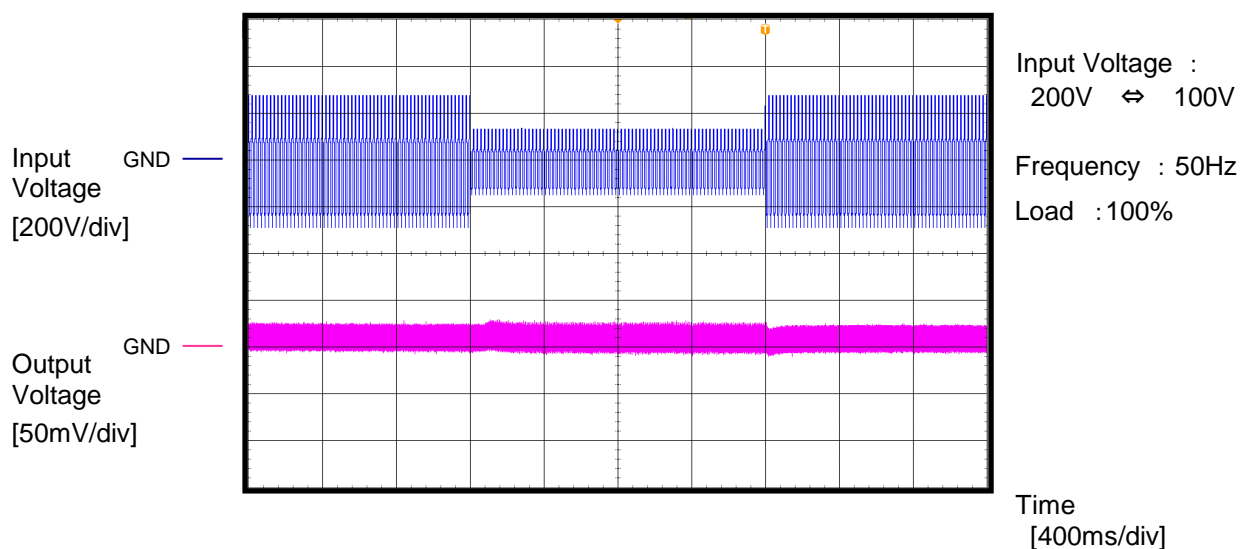 T
Input
Voltage
[200V/div]
GND
Output
Voltage
[50mV/div]
GND
Input Voltage :
200V ⇔ 100V
Frequency : 50Hz
Load :100%
Time
[400ms/div]